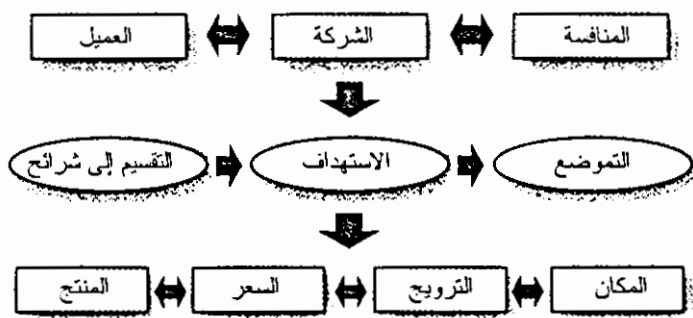 المنافسة الشركة العميل
التموضع الاستهداف التقسيم إلى شرائح
المكان الترويج السعر المنتج